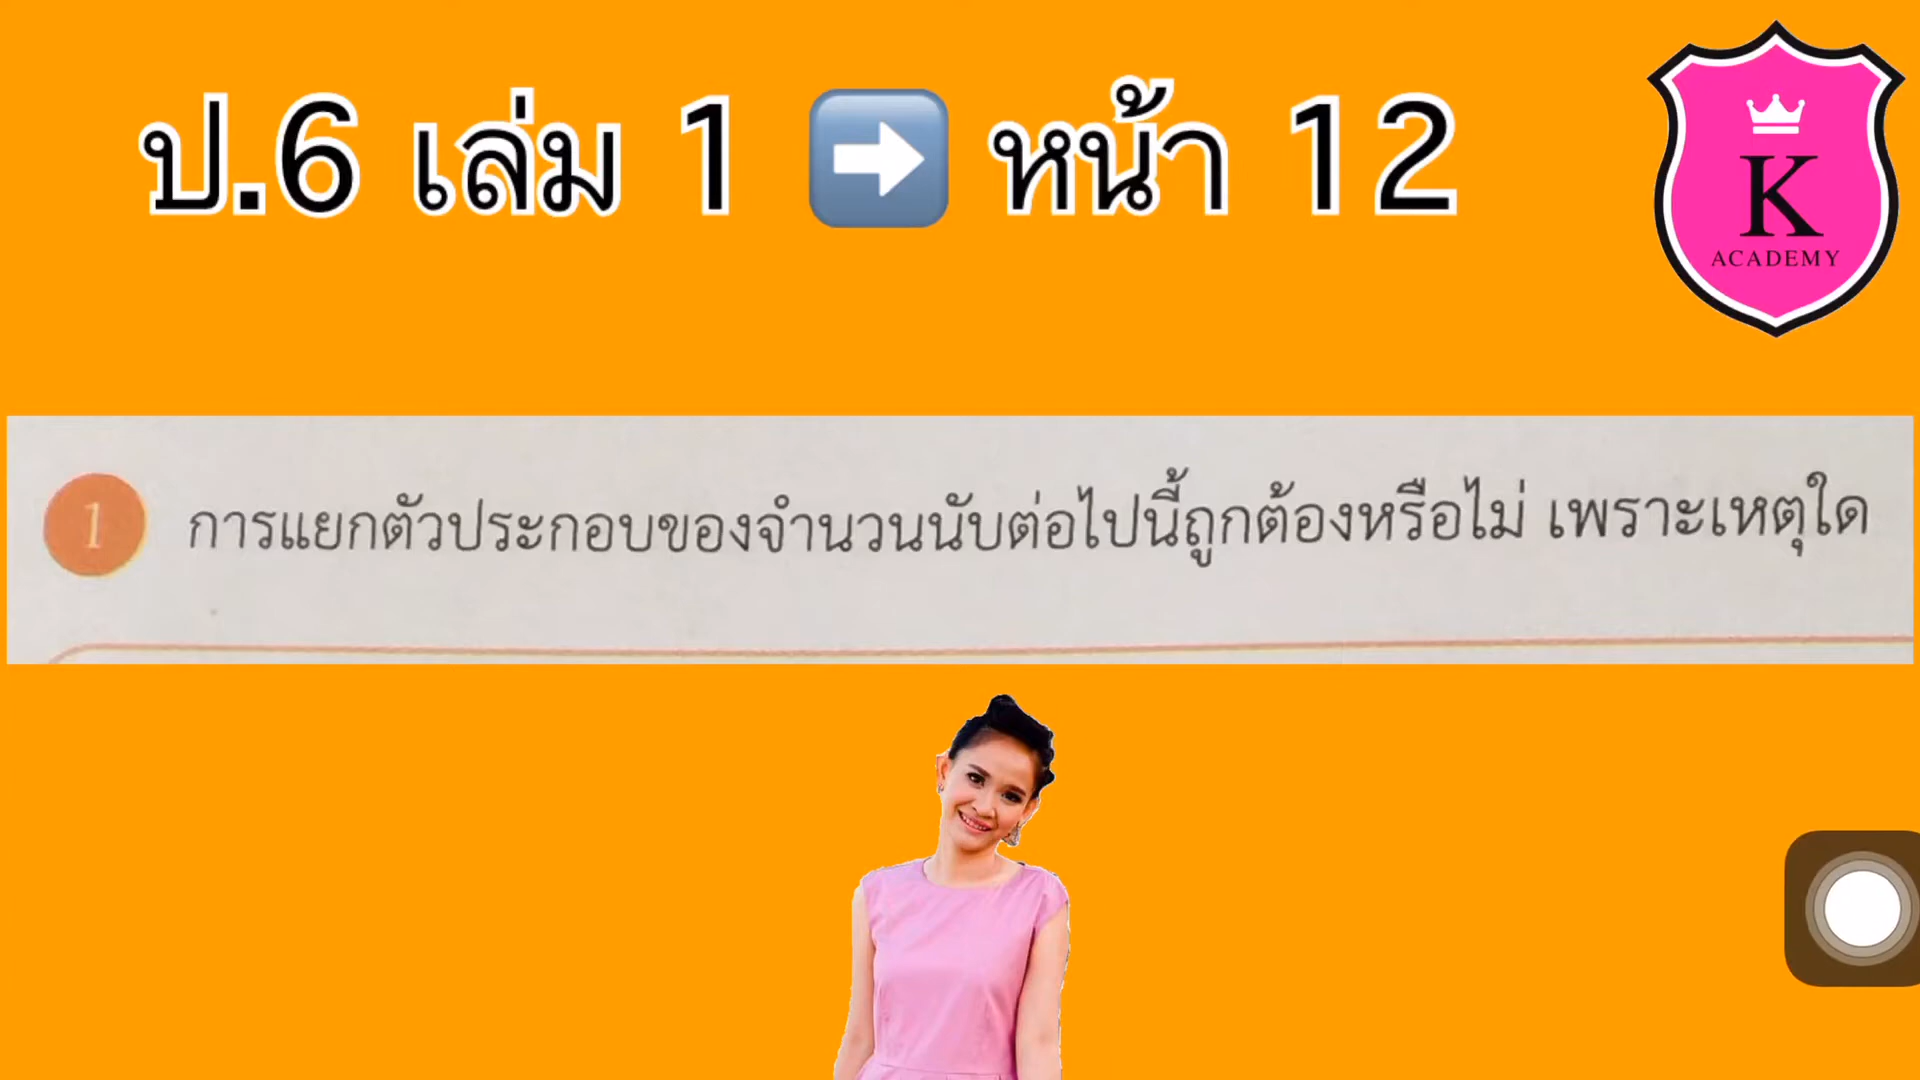 ป.6 เล่ม 1 ➡ หน้า 12
K
ACADEMY
1 การแยกตัวประกอบของจำนวนนับต่อไปนี้ถูกต้องหรือไม่ เพราะเหตุใด